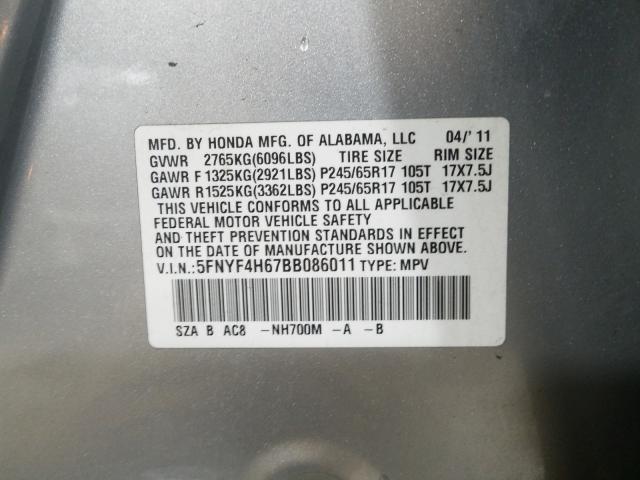 MFD. BY HONDA MFG. OF ALABAMA, LLC 04/'11
GVWR 2765KG(6096LBS) TIRE SIZE RIM SIZE
GAWR F 1325KG(2921LBS) P245/65R17 105T 17X7.5J
GAWR R1525KG(3362LBS) P245/65R17 105T 17X7.5J
THIS VEHICLE CONFORMS TO ALL APPLICABLE
FEDERAL MOTOR VEHICLE SAFETY
AND THEFT PREVENTION STANDARDS IN EFFECT
ON THE DATE OF MANUFACTURE SHOWN ABOVE.
V.I.N.: 5FNYF4H67BB086011 TYPE: MPV
SZA B AC8 -NH700M -A -B